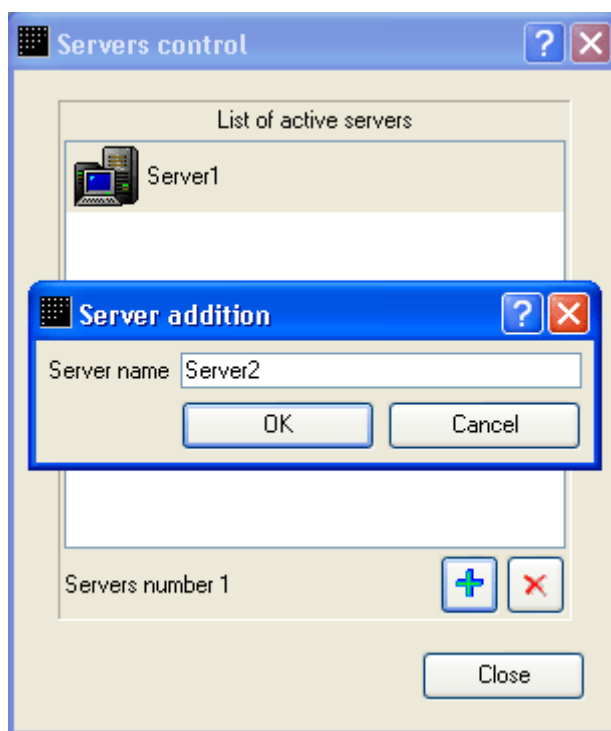 Servers control
List of active servers
Server1
Server addition
Server name Server2
OK Cancel
Servers number 1
Close